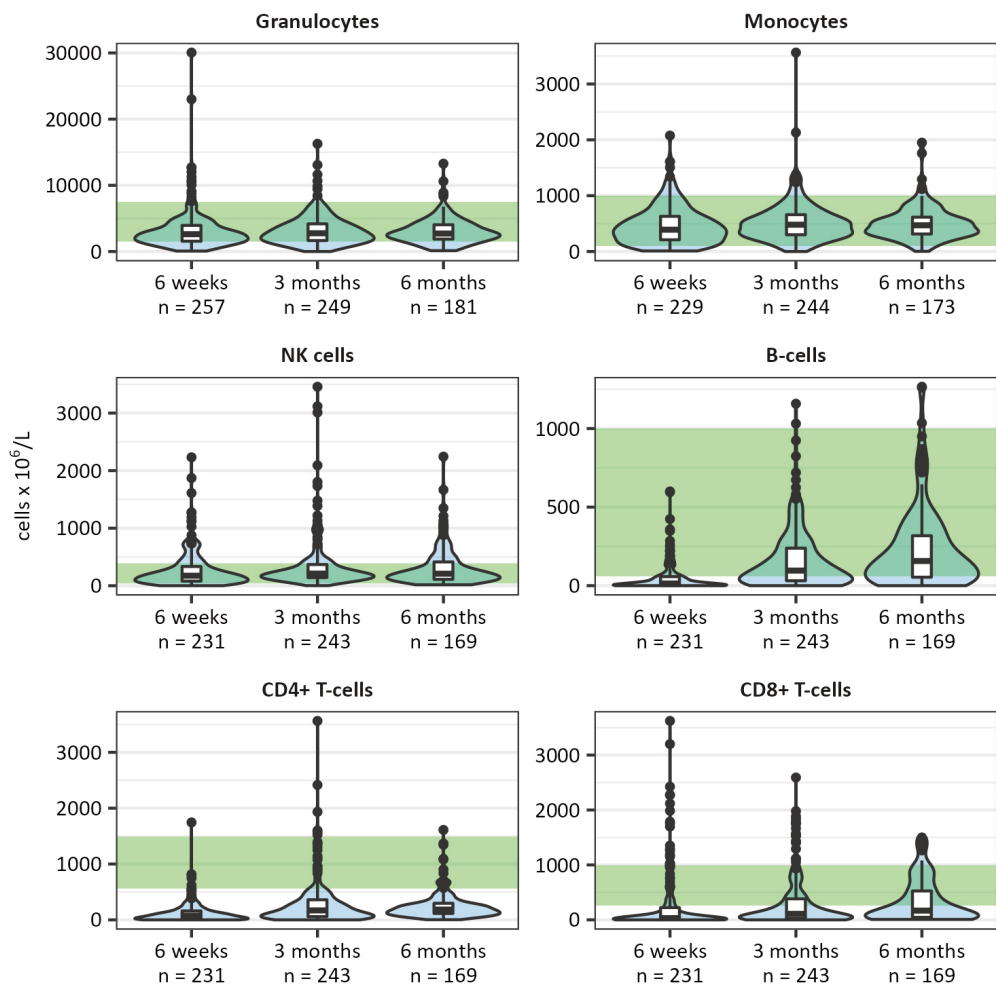 Granulocytes
Monocytes
30000
20000
10000
0
3000
2000
1000
0
6 weeks
n = 257
3 months
n = 249
6 months
n = 181
6 weeks
n = 229
3 months
n = 244
6 months
n = 173
NK cells
B-cells
cells x 10⁶/L
3000
2000
1000
0
1000
500
0
6 weeks
n = 231
3 months
n = 243
6 months
n = 169
6 weeks
n = 231
3 months
n = 243
6 months
n = 169
CD4+ T-cells
CD8+ T-cells
3000
2000
1000
0
3000
2000
1000
0
6 weeks
n = 231
3 months
n = 243
6 months
n = 169
6 weeks
n = 231
3 months
n = 243
6 months
n = 169